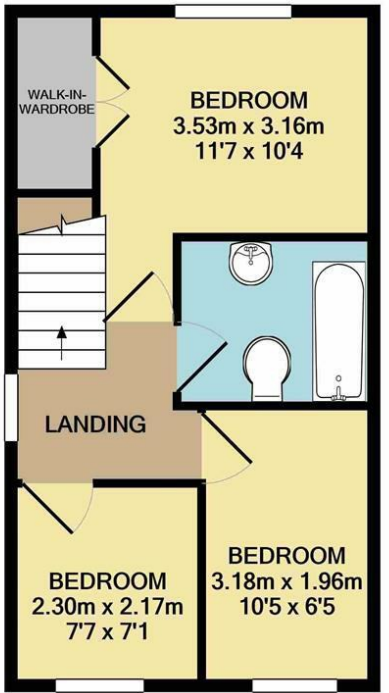 WALK-IN-
WARDROBE
BEDROOM
3.53m x 3.16m
11'7 x 10'4
LANDING
BEDROOM
2.30m x 2.17m
7'7 x 7'1
BEDROOM
3.18m x 1.96m
10'5 x 6'5